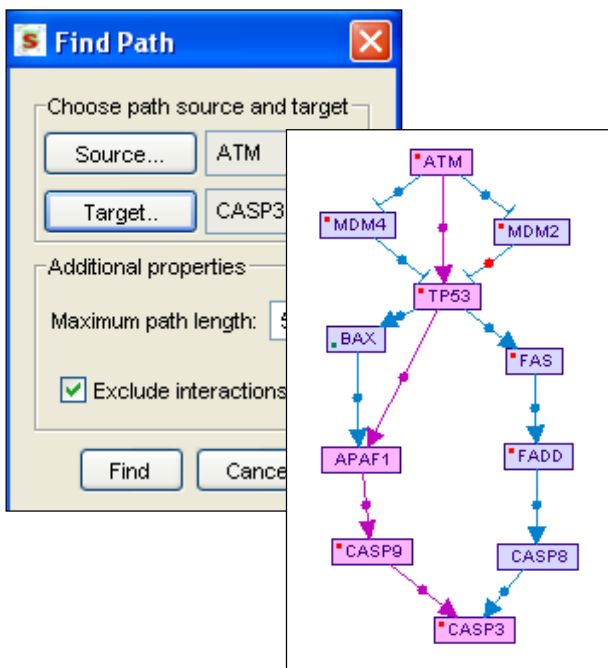 S Find Path
Choose path source and target
Source... ATM
Target.. CASP3
Additional properties
Maximum path length:
Exclude interactions
Find
ATM
MDM4 MDM2
TP53
BAX
FAS
APAF1 FADD
CASP9 CASP8
CASP3